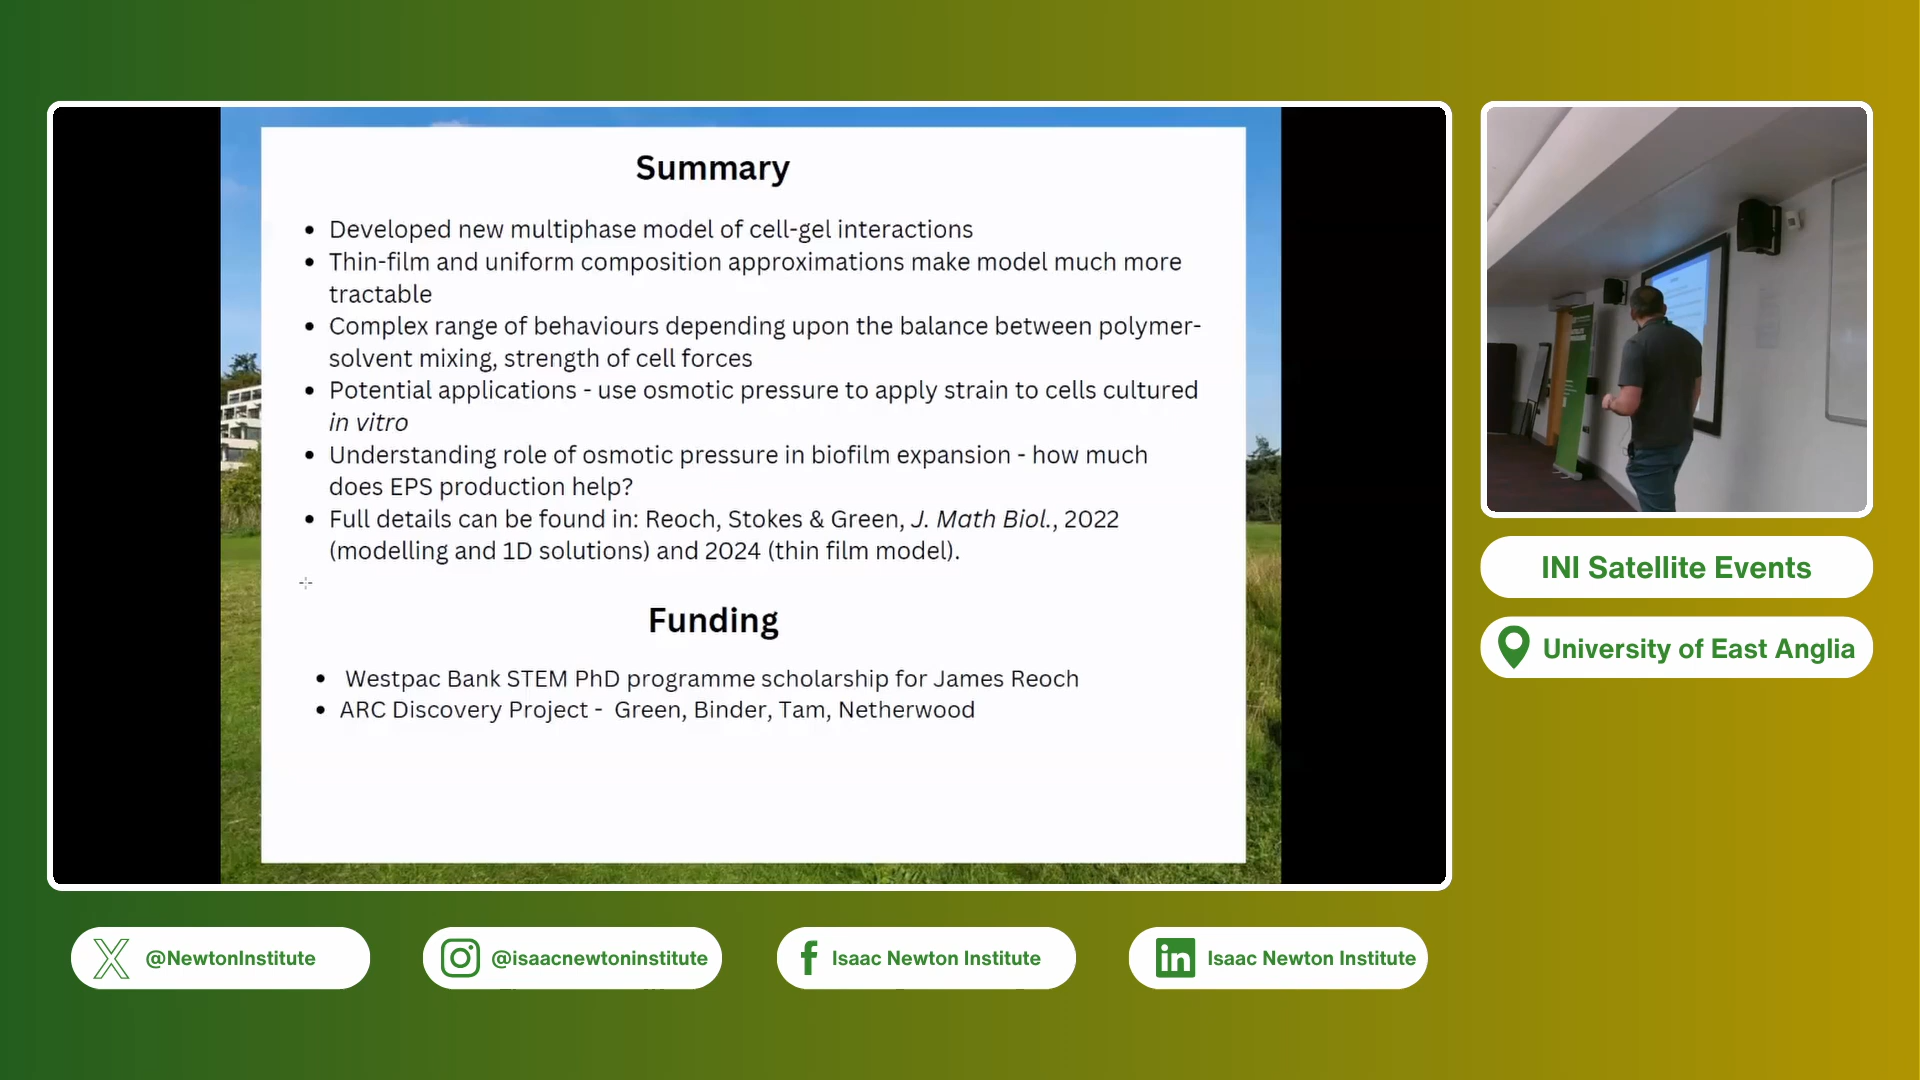 Summary
• Developed new multiphase model of cell-gel interactions
• Thin-film and uniform composition approximations make model much more
tractable
• Complex range of behaviours depending upon the balance between polymer-
solvent mixing, strength of cell forces
• Potential applications - use osmotic pressure to apply strain to cells cultured
in vitro
• Understanding role of osmotic pressure in biofilm expansion - how much
does EPS production help?
• Full details can be found in: Reoch, Stokes & Green, J. Math Biol., 2022
(modelling and 1D solutions) and 2024 (thin film model).
Funding
• Westpac Bank STEM PhD programme scholarship for James Reoch
• ARC Discovery Project - Green, Binder, Tam, Netherwood
INI Satellite Events
University of East Anglia
@NewtonInstitute
@isaacnewtoninstitute
Isaac Newton Institute
Isaac Newton Institute